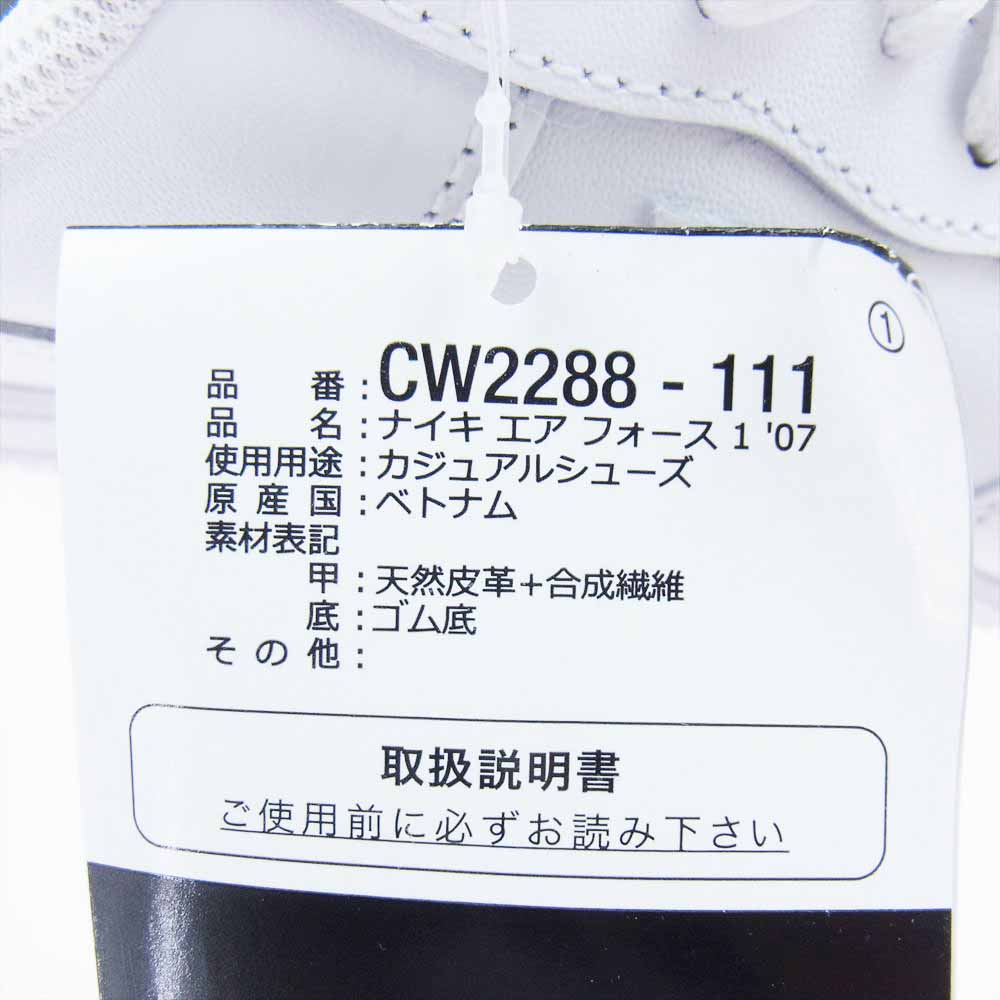 ①
品番:CW2288-111
品名:ナイキ エア フォース 1 '07
使用用途:カジュアルシューズ
原産国:ベトナム
素材表記
甲:天然皮革+合成繊維
底:ゴム底
その他:
取扱説明書
ご使用前に必ずお読み下さい